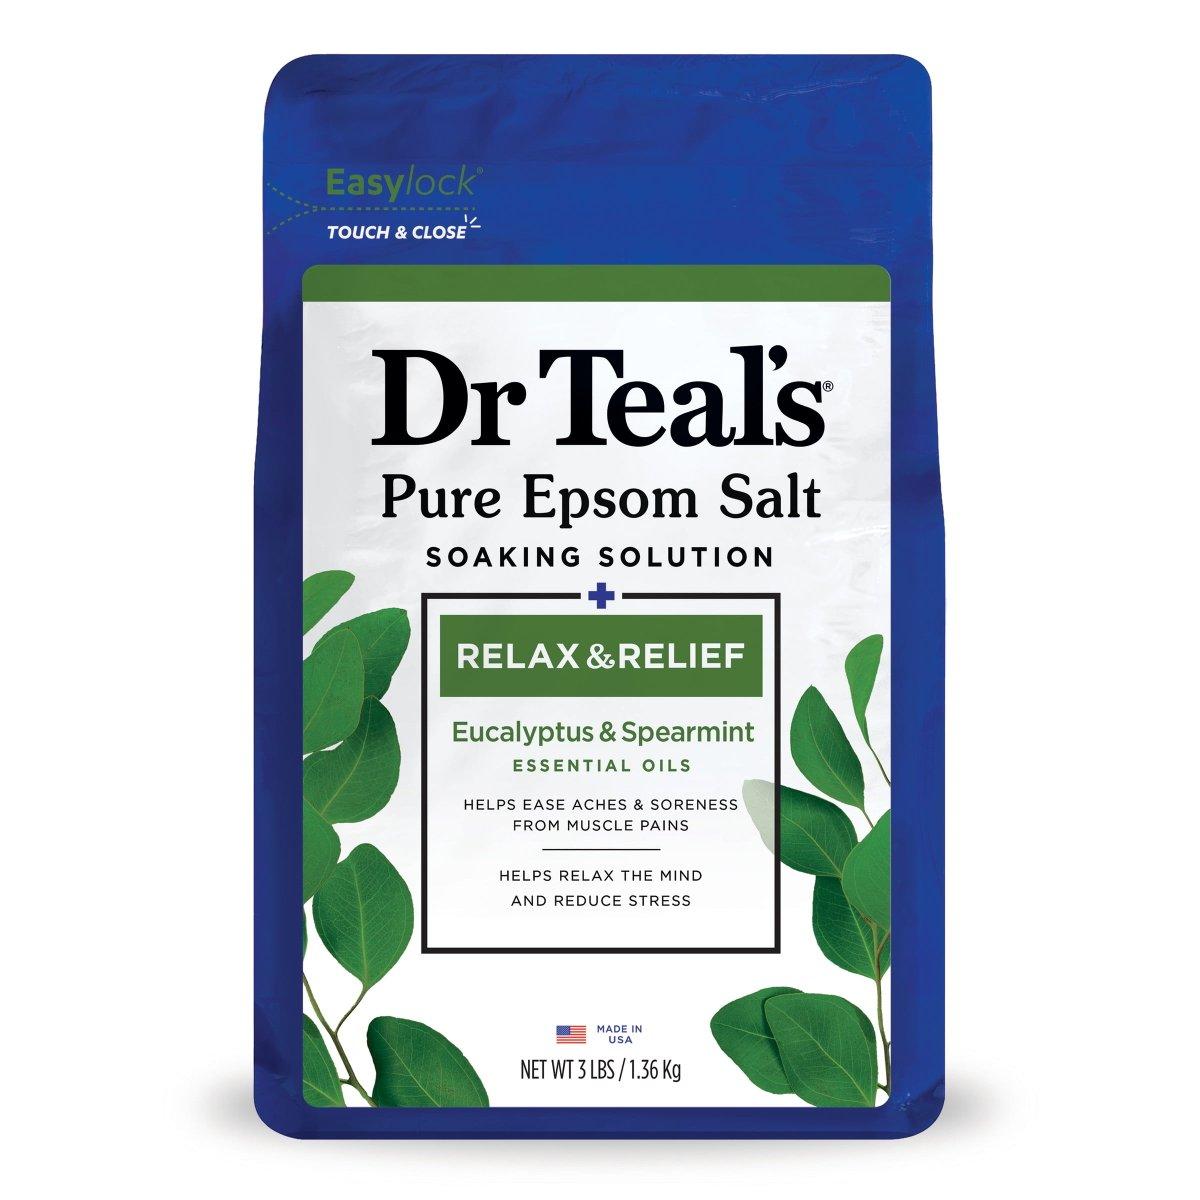 Easylock®
TOUCH & CLOSE
Dr Teal's®
Pure Epsom Salt
SOAKING SOLUTION
RELAX & RELIEF
Eucalyptus & Spearmint
ESSENTIAL OILS
HELPS EASE ACHES & SORENESS
FROM MUSCLE PAINS
HELPS RELAX THE MIND
AND REDUCE STRESS
MADE IN
USA
NET WT 3 LBS / 1.36 Kg